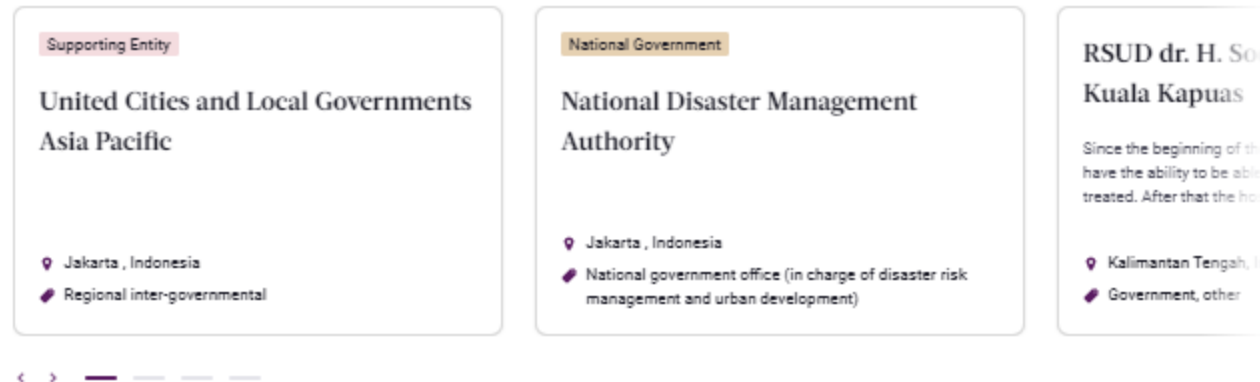 Supporting Entity
United Cities and Local Governments
Asia Pacific
Jakarta , Indonesia
Regional inter-governmental
National Government
National Disaster Management
Authority
Jakarta , Indonesia
National government office (in charge of disaster risk
management and urban development)
RSUD dr. H.
Kuala Kapuas
Since the beginning of
have the ability to be
treated. After that the
Kalimantan Tengah,
Government, other